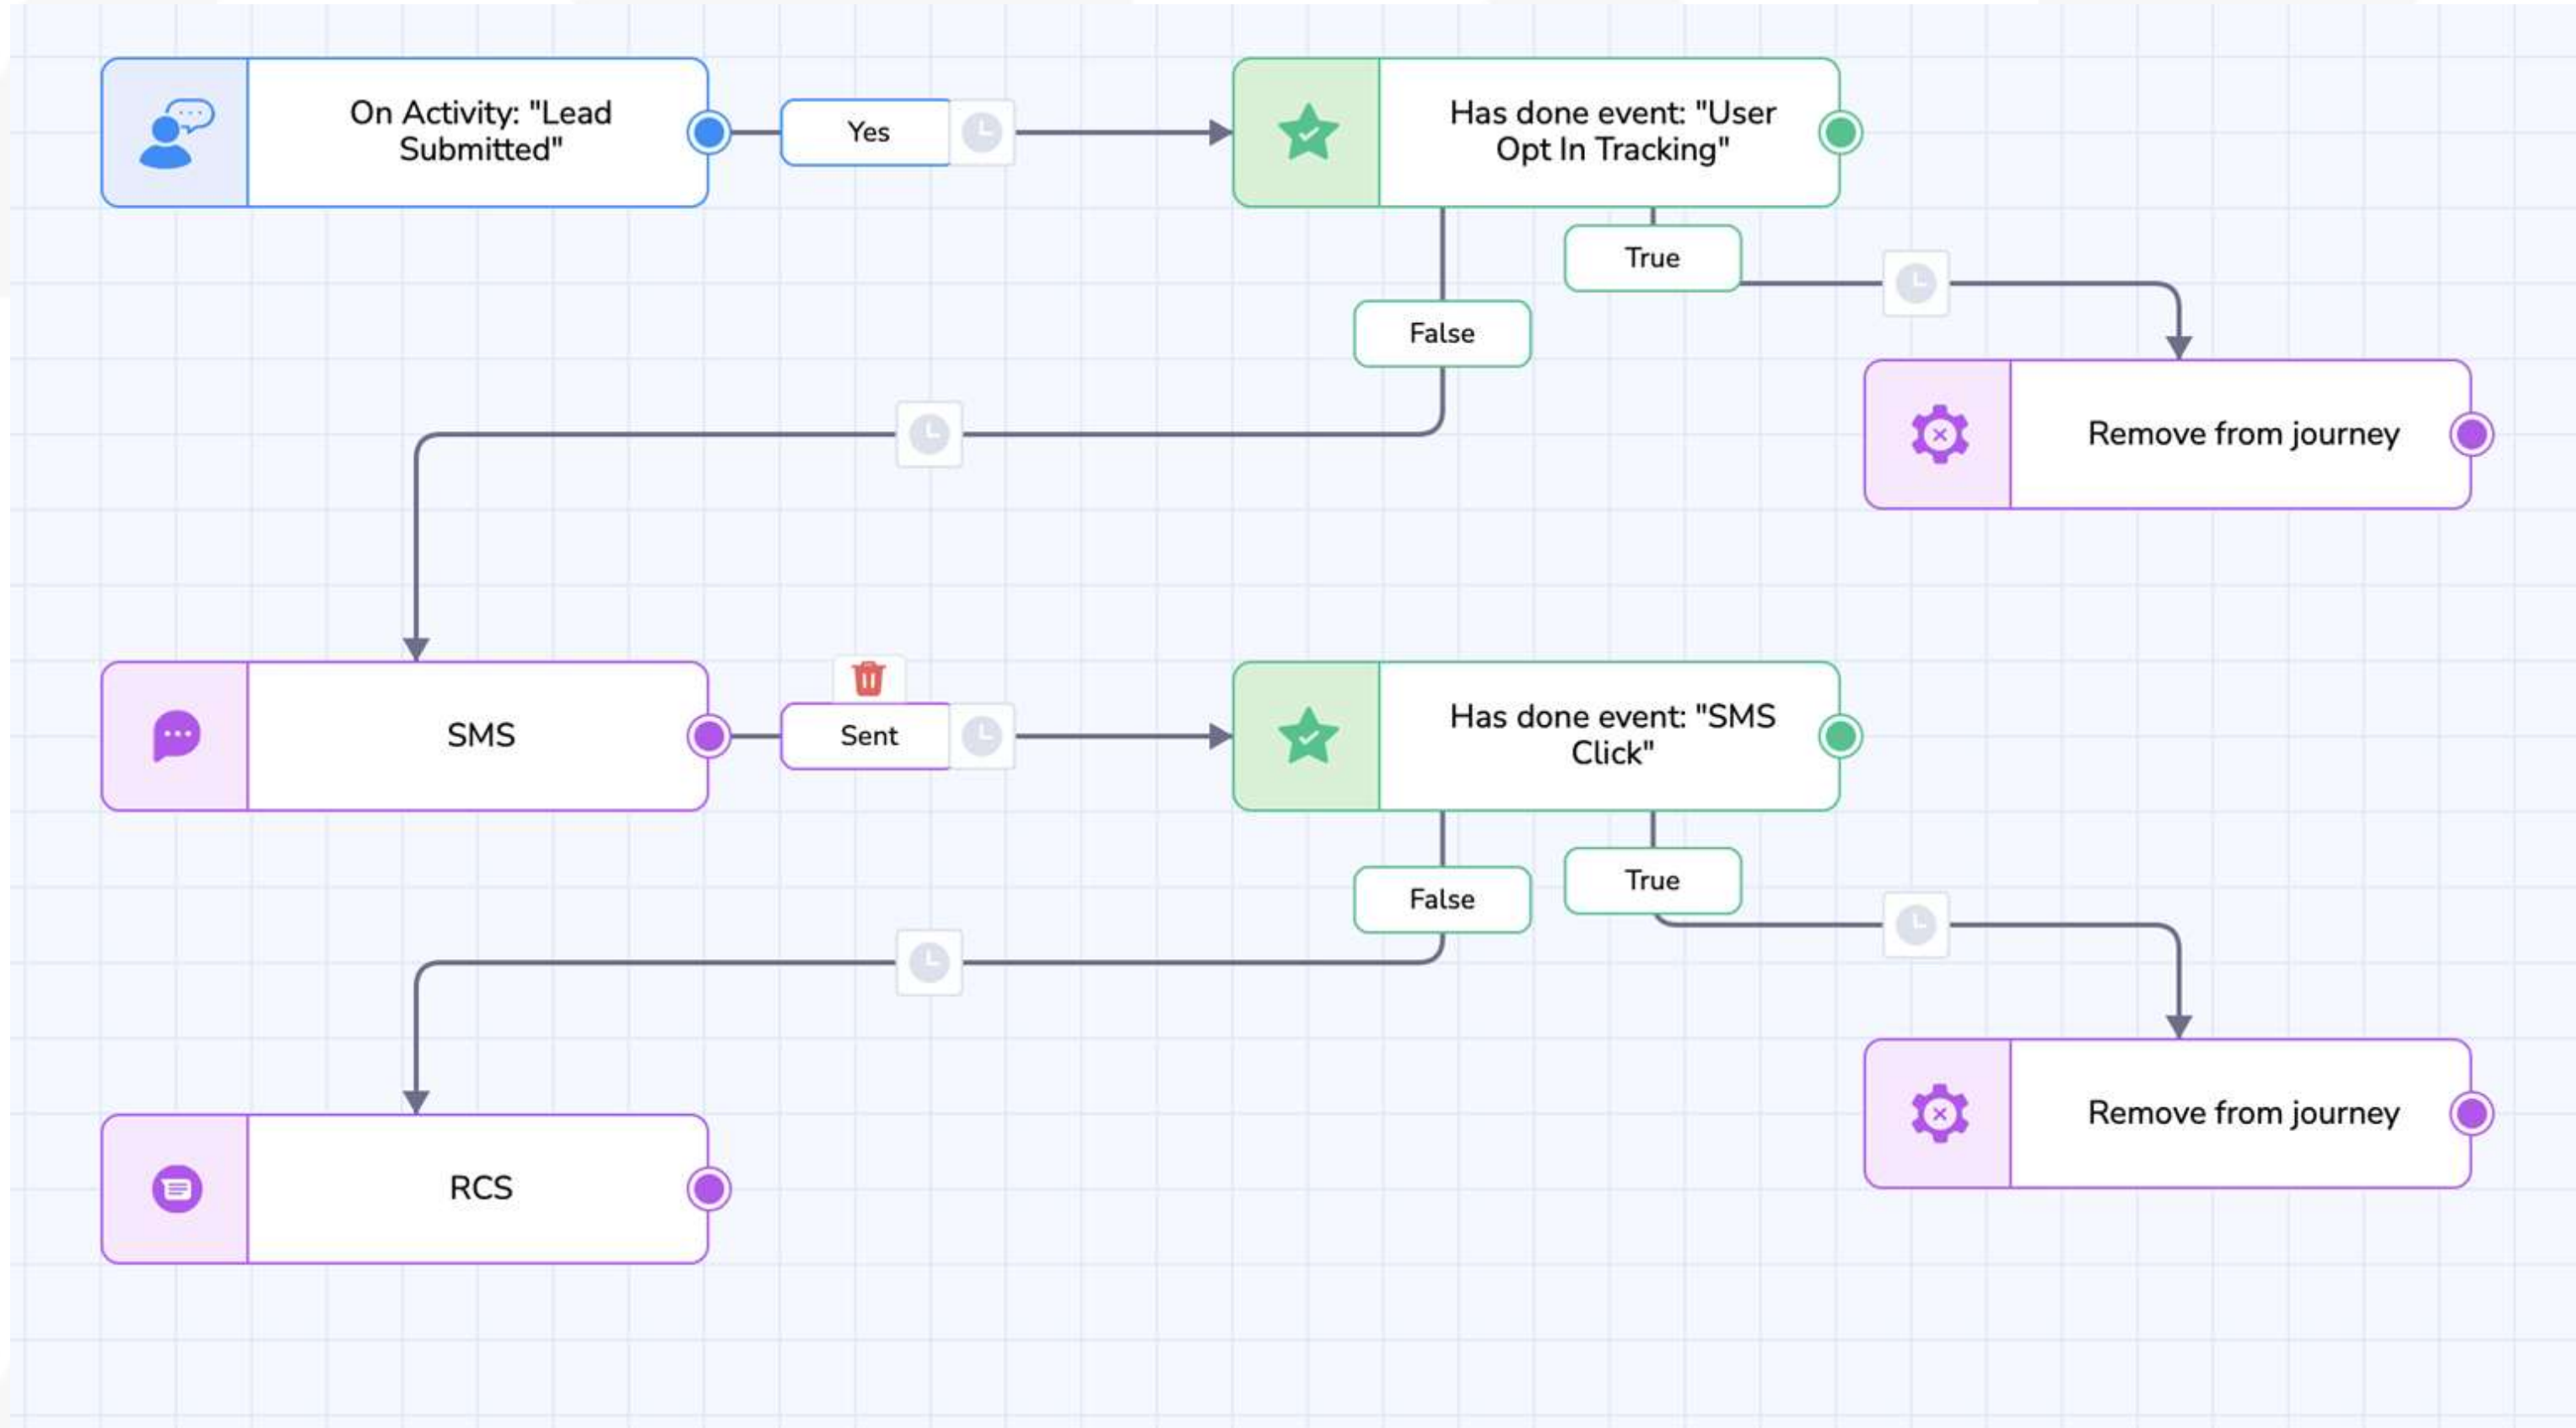 On Activity: "Lead
Submitted"
Yes
Has done event: "User
Opt In Tracking"
True
False
Remove from journey
SMS
Sent
Has done event: "SMS
Click"
True
False
Remove from journey
RCS